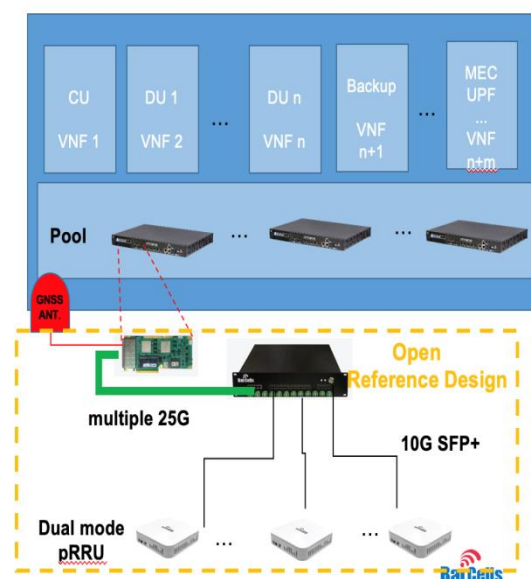 CU
VNF 1
DU 1
VNF 2
...
DU n
VNF n
Backup
VNF
n+1
...
MEC
UPF
...
VNF
n+m
Pool
...
...
GNSS
ANT.
Open
Reference Design
multiple 25G
10G SFP+
Dual mode
pRRU
...
...
BaiCells